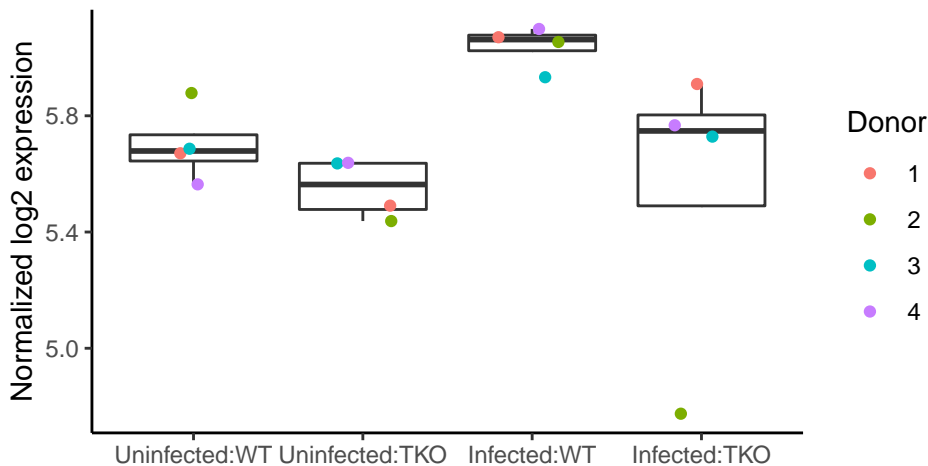 Normalized log2 expression
5.8
5.4
5.0
Uninfected:WT Uninfected:TKO Infected:WT Infected:TKO
Donor
1
2
3
4